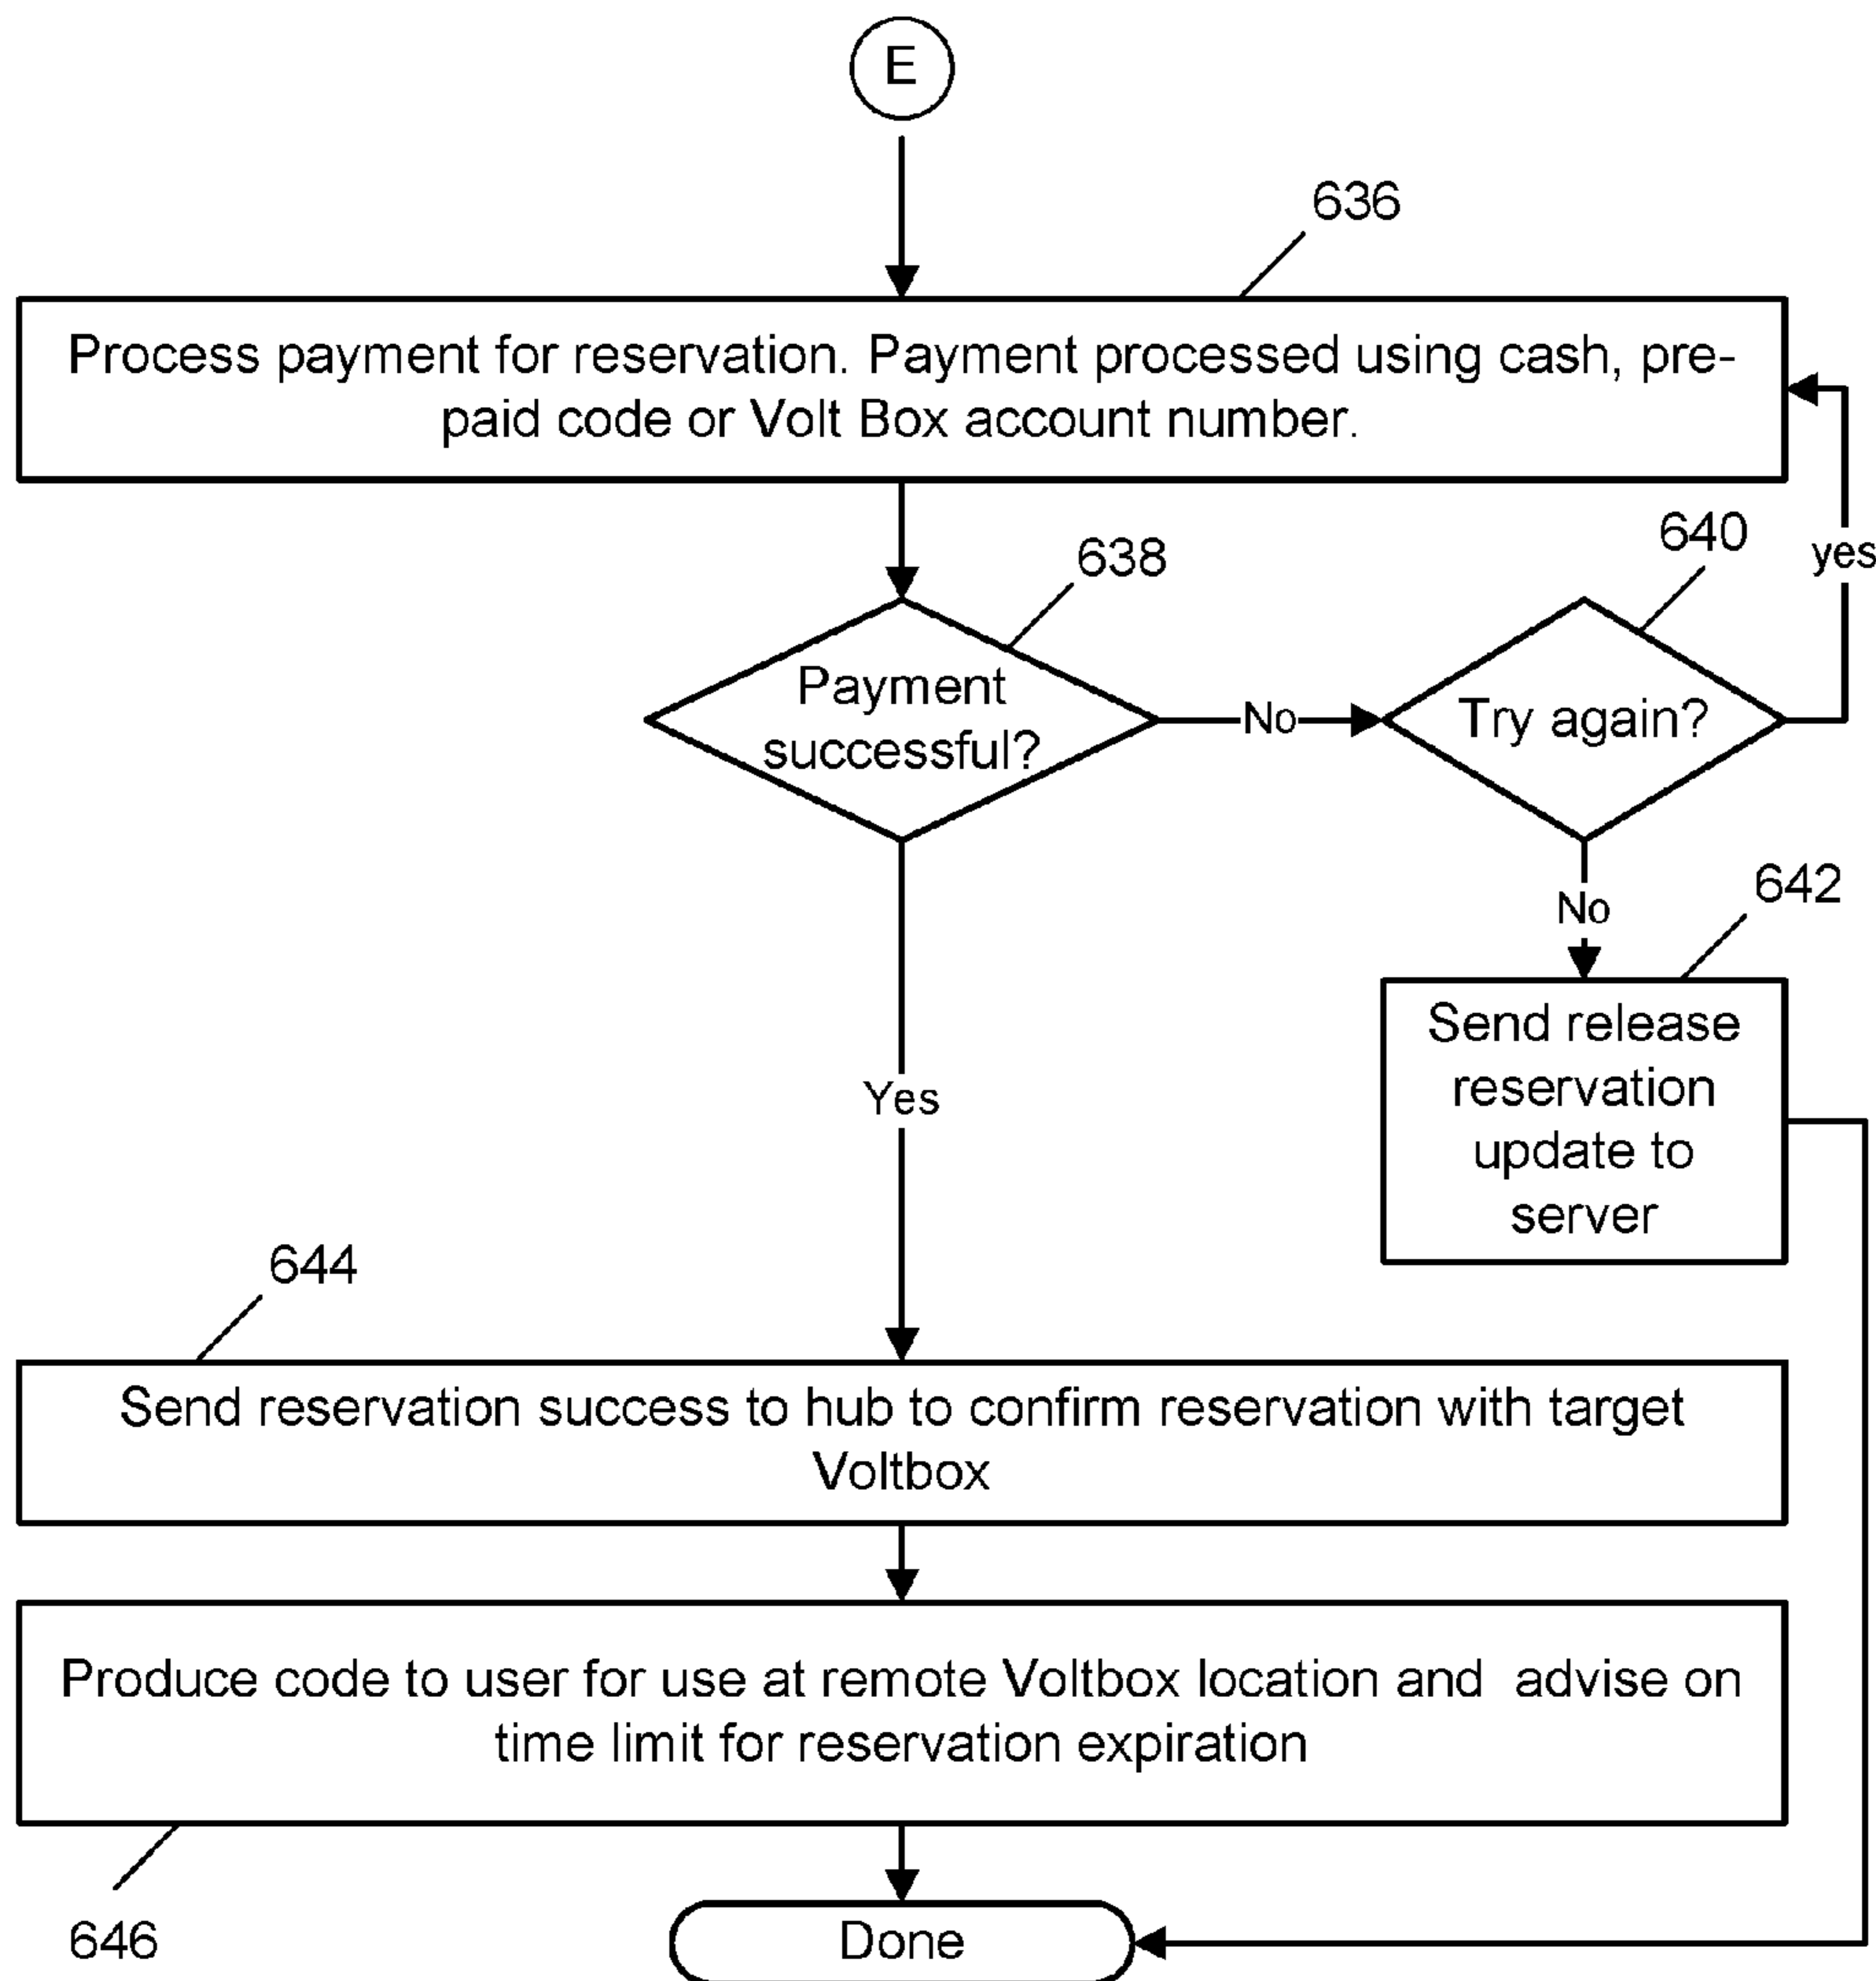 E
636
Process payment for reservation. Payment processed using cash, pre-
paid code or Volt Box account number.
638
640
yes
Payment
successful?
No
Try again?
No
642
Send release
reservation
update to
server
Yes
644
Send reservation success to hub to confirm reservation with target
Voltbox
Produce code to user for use at remote Voltbox location and  advise on
time limit for reservation expiration
646
Done